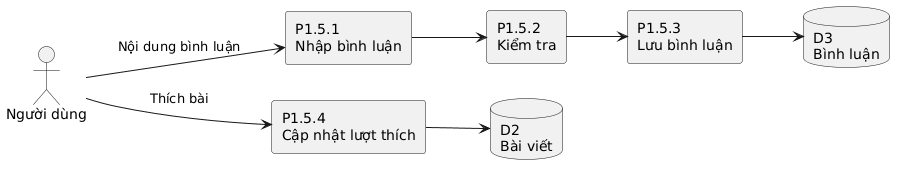 Người dùng
Nội dung bình luận
P1.5.1
Nhập bình luận
P1.5.2
Kiểm tra
P1.5.3
Lưu bình luận
D3
Bình luận
Thích bài
P1.5.4
Cập nhật lượt thích
D2
Bài viết